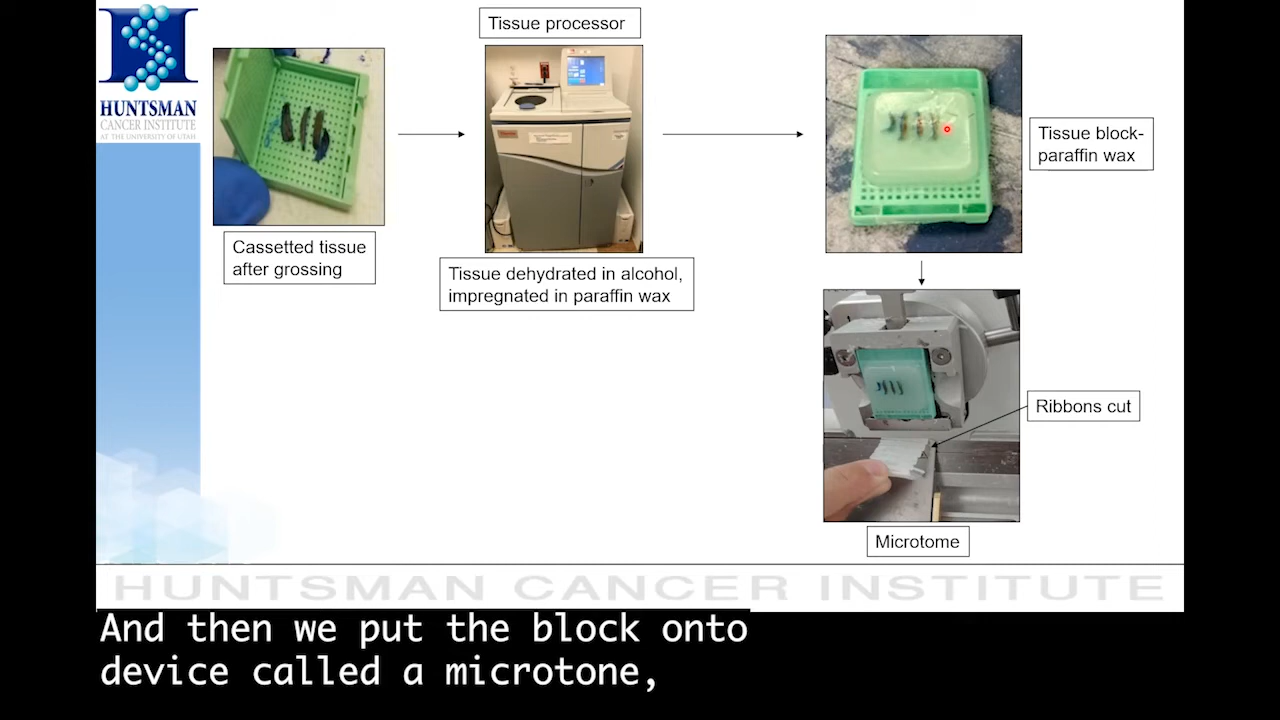 HUNTSMAN
CANCER INSTITUTE
AT THE UNIVERSITY OF UTAH
Cassetted tissue
after grossing
Tissue processor
Tissue dehydrated in alcohol,
impregnated in paraffin wax
Tissue block-
paraffin wax
Ribbons cut
Microtome
HUNTSMAN CANCER INSTITUTE
And then we put the block onto
device called a microtone,